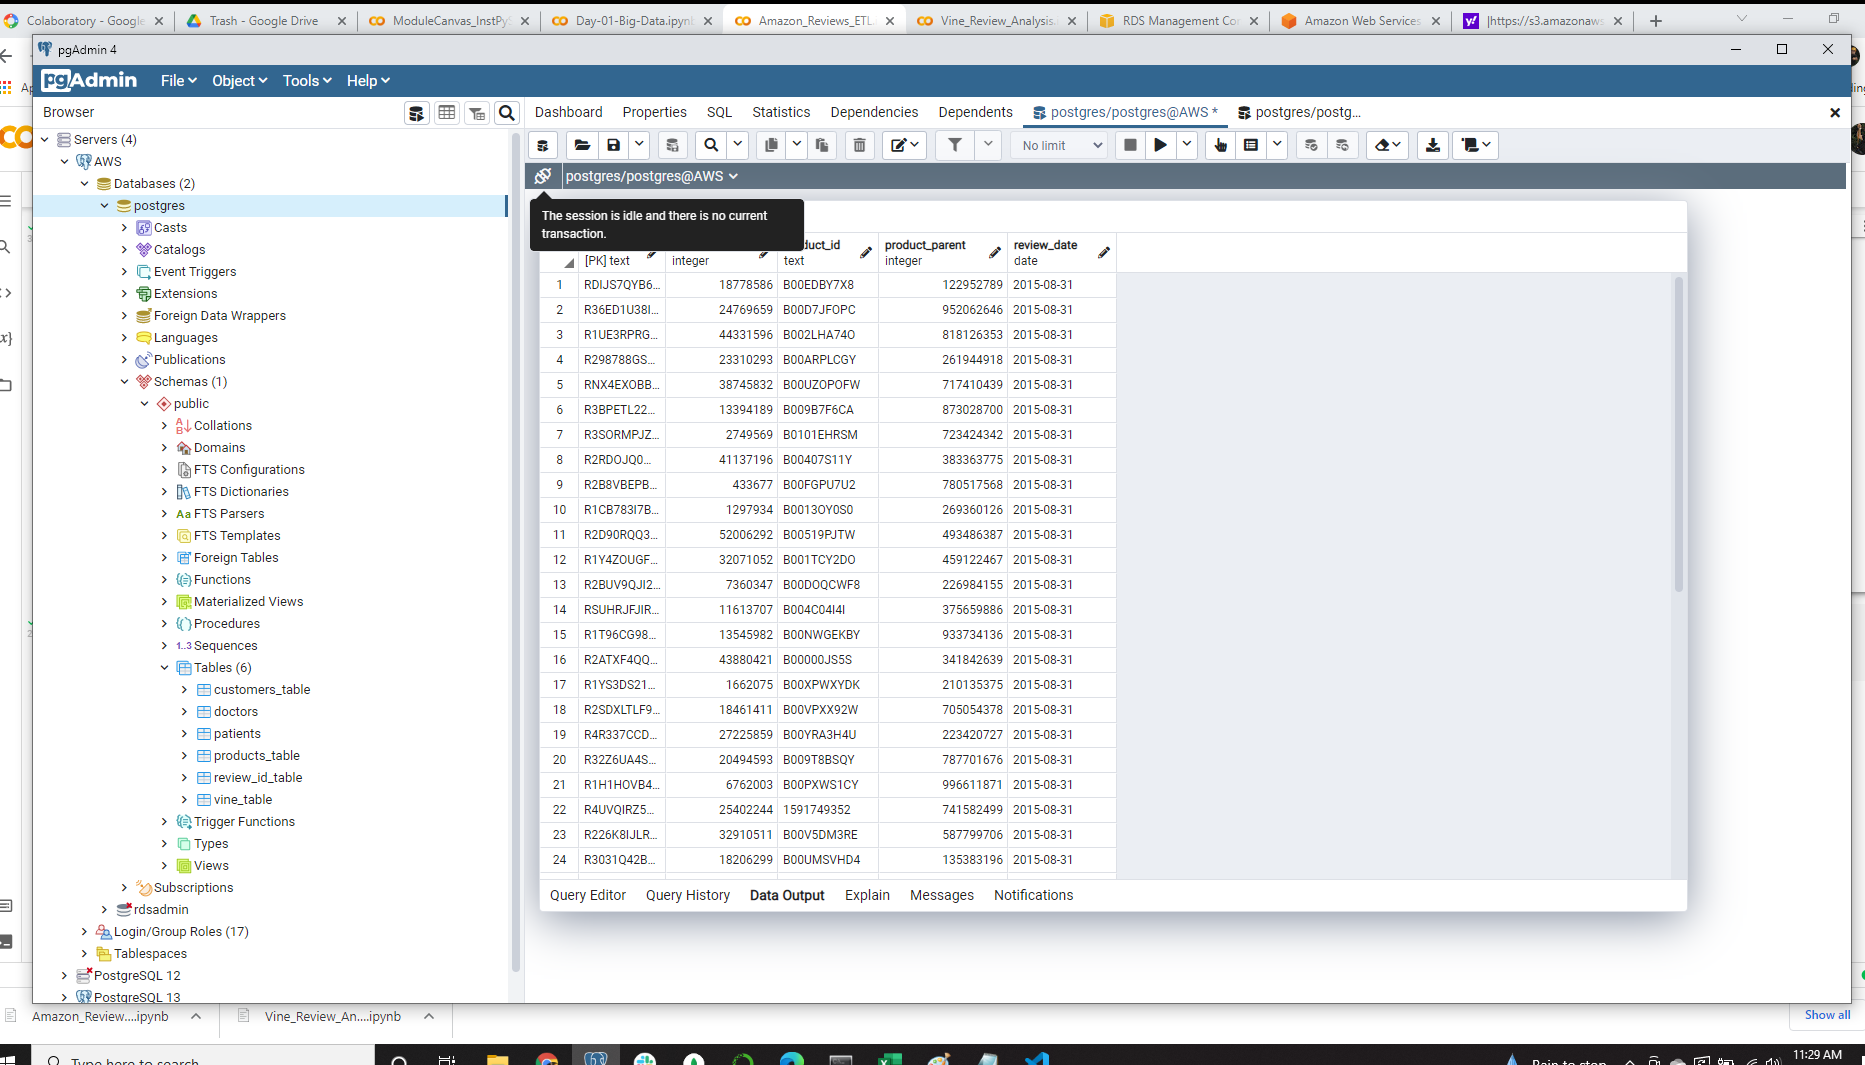 Colaboratory - Google
Trash - Google Drive
ModuleCanvas_InstPyS
Day-01-Big-Data.ipynb
Amazon_Reviews_ETL.
Vine_Review_Analysis.
RDS Management Co
Amazon Web Services
|https://s3.amazonaws
pgAdmin 4
pgAdmin
File
Object
Tools
Help
Browser
Dashboard
Properties
SQL
Statistics
Dependencies
Dependents
postgres/postgres@AWS *
postgres/postg...
No limit
postgres/postgres@AWS
The session is idle and there is no current
transaction.
Servers (4)
AWS
Databases (2)
postgres
Casts
Catalogs
Event Triggers
Extensions
Foreign Data Wrappers
Languages
Publications
Schemas (1)
public
Collations
Domains
FTS Configurations
FTS Dictionaries
FTS Parsers
FTS Templates
Foreign Tables
Functions
Materialized Views
Procedures
Sequences
Tables (6)
customers_table
doctors
patients
products_table
review_id_table
vine_table
Trigger Functions
Types
Views
Subscriptions
rdsadmin
Login/Group Roles (17)
Tablespaces
PostgreSQL 12
PostgreSQL 13
[PK] text
integer
duct_id
text
product_parent
integer
review_date
date
1 RDIJS7QYB6... 18778586 B00EDBY7X8 122952789 2015-08-31
2 R36ED1U38I... 24769659 B00D7JFOPC 952062646 2015-08-31
3 R1UE3RPRG... 44331596 B002LHA74O 818126353 2015-08-31
4 R298788GS... 23310293 B00ARPLCGY 261944918 2015-08-31
5 RNX4EXOBB... 38745832 B00UZOPOFW 717410439 2015-08-31
6 R3BPETL22... 13394189 B009B7F6CA 873028700 2015-08-31
7 R3SORMPJZ... 2749569 B0101EHRSM 723424342 2015-08-31
8 R2RDOJQ0... 41137196 B00407S11Y 383363775 2015-08-31
9 R2B8VBEPB... 433677 B00FGPU7U2 780517568 2015-08-31
10 R1CB783I7B... 1297934 B0013OY0S0 269360126 2015-08-31
11 R2D90RQQ3... 52006292 B00519PJTW 493486387 2015-08-31
12 R1Y4ZOUGF... 32071052 B001TCY2DO 459122467 2015-08-31
13 R2BUV9QJI2... 7360347 B00DOQCWF8 226984155 2015-08-31
14 RSUHRJFJIR... 11613707 B004C04I4I 375659886 2015-08-31
15 R1T96CG98... 13545982 B00NWGEKBY 933734136 2015-08-31
16 R2ATXF4QQ... 43880421 B00000JS5S 341842639 2015-08-31
17 R1YS3DS21... 1662075 B00XPWXYDK 210135375 2015-08-31
18 R2SDXLTLF9... 18461411 B00VPXX92W 705054378 2015-08-31
19 R4R337CCD... 27225859 B00YRA3H4U 223420727 2015-08-31
20 R32Z6UA4S... 20494593 B009T8BSQY 787701676 2015-08-31
21 R1H1HOVB4... 6762003 B00PXWS1CY 996611871 2015-08-31
22 R4UVQIRZ5... 25402244 1591749352 741582499 2015-08-31
23 R226K8IJLR... 32910511 B00V5DM3RE 587799706 2015-08-31
24 R3031Q42B... 18206299 B00UMSVHD4 135383196 2015-08-31
Query Editor
Query History
Data Output
Explain
Messages
Notifications
Amazon_Review....ipynb
Vine_Review_An....ipynb
Show all
Type here to search
Rain to stop
11:29 AM